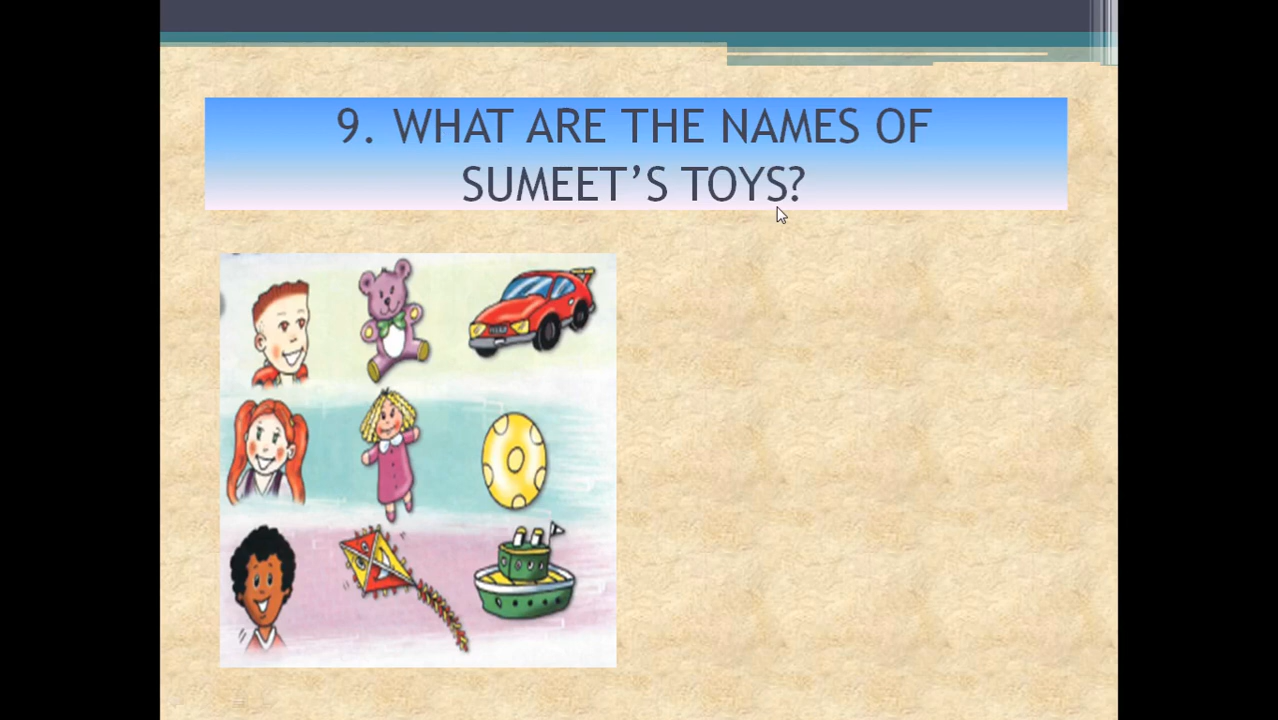 9. WHAT ARE THE NAMES OF
SUMEET’S TOYS?